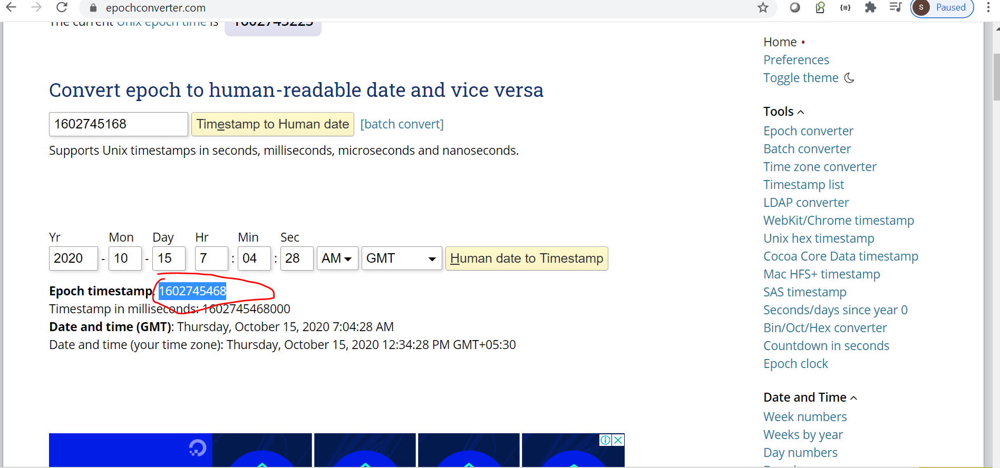 epochconverter.com
Paused
S
The current Unix epoch time is 1602745225
Convert epoch to human-readable date and vice versa
1602745168 Timestamp to Human date [batch convert]
Supports Unix timestamps in seconds, milliseconds, microseconds and nanoseconds.
Yr Mon Day Hr Min Sec
2020 - 10 - 15 7 : 04 : 28 AM GMT Human date to Timestamp
Epoch timestamp: 1602745468
Timestamp in milliseconds: 1602745468000
Date and time (GMT): Thursday, October 15, 2020 7:04:28 AM
Date and time (your time zone): Thursday, October 15, 2020 12:34:28 PM GMT+05:30
Home •
Preferences
Toggle theme
Tools
Epoch converter
Batch converter
Time zone converter
Timestamp list
LDAP converter
WebKit/Chrome timestamp
Unix hex timestamp
Cocoa Core Data timestamp
Mac HFS+ timestamp
SAS timestamp
Seconds/days since year 0
Bin/Oct/Hex converter
Countdown in seconds
Epoch clock
Date and Time
Week numbers
Weeks by year
Day numbers